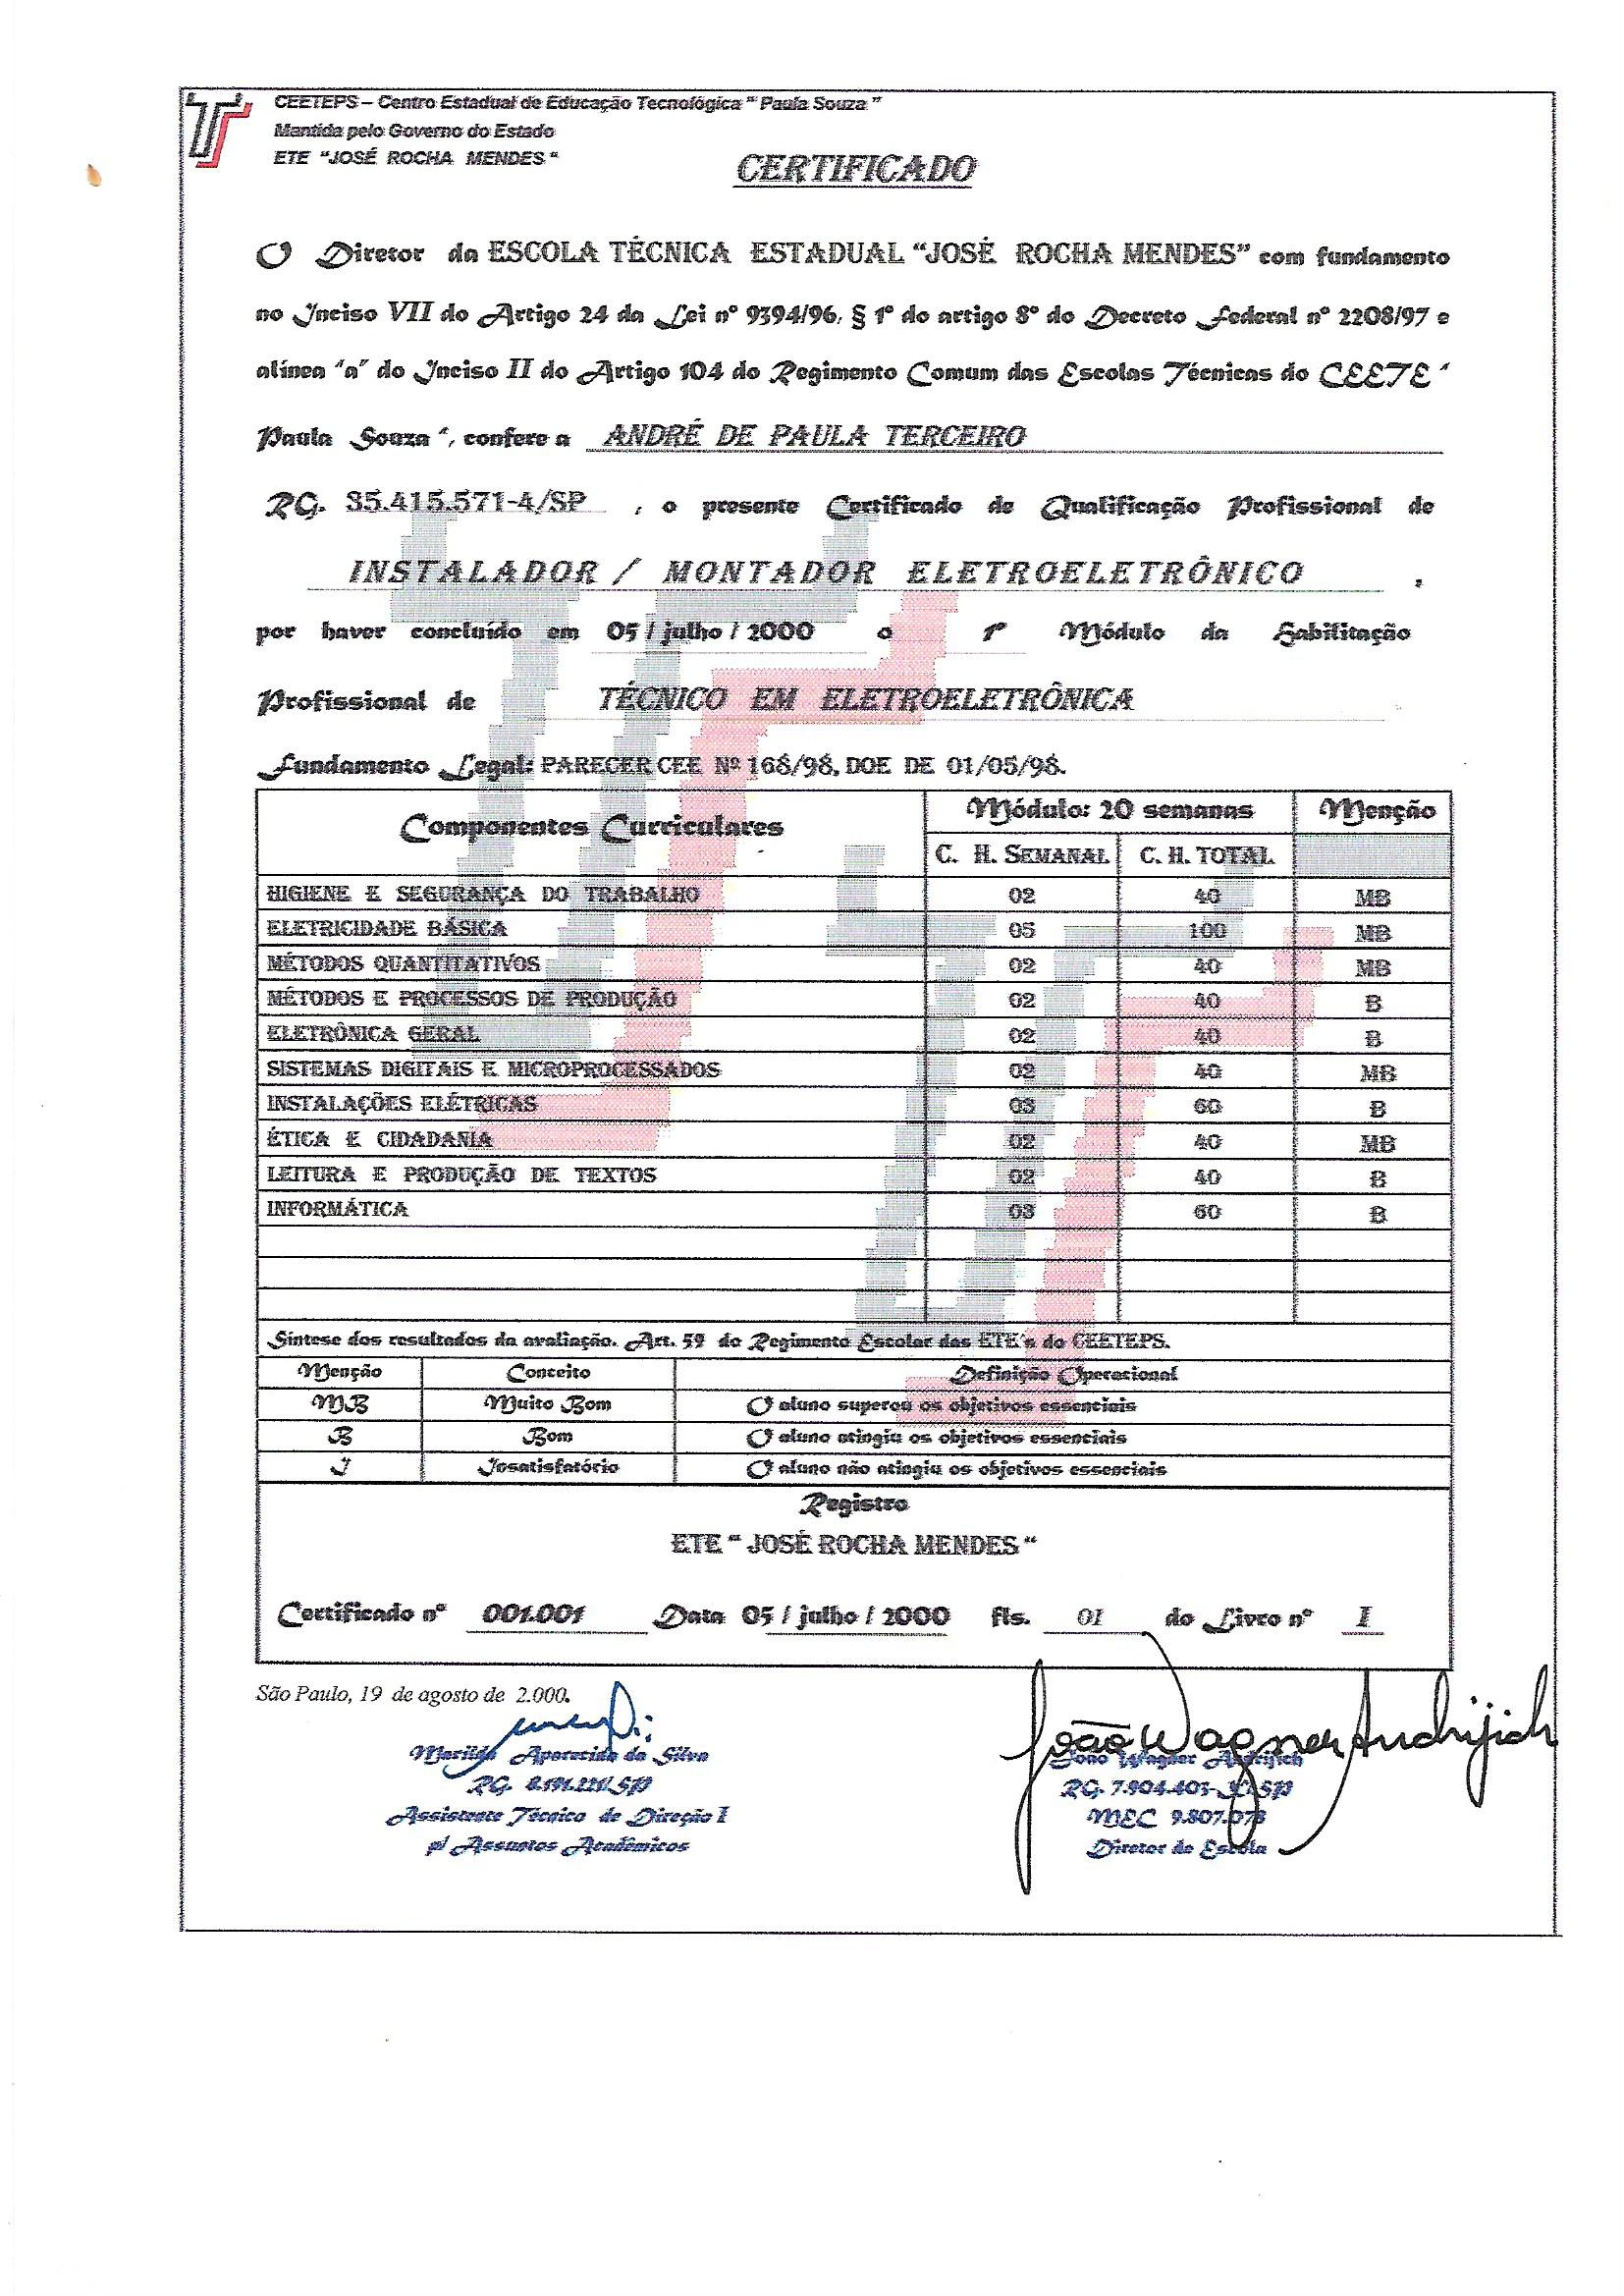 CEETEPS – Centro Estadual de Educação Tecnológica “ Paula Souza ”
Mantida pelo Governo do Estado
ETE “JOSÉ ROCHA MENDES “
CERTIFICADO
O Diretor da ESCOLA TÉCNICA ESTADUAL “JOSÉ ROCHA MENDES” com fundamento
no Inciso VII do Artigo 24 da Lei nº 9394/96, § 1º do artigo 8º do Decreto Federal nº 2208/97 e
alínea “a” do Inciso II do Artigo 104 do Regimento Comum das Escolas Técnicas do CEETE “
Paula Souza “, confere a ANDRÉ DE PAULA TERCEIRO
RG. 35.415.571-4/SP , o presente Certificado de Qualificação Profissional de
INSTALADOR / MONTADOR ELETROELETRÔNICO .
por haver concluído em 05 / julho / 2000 o 1º Módulo da Habilitação
Profissional de TÉCNICO EM ELETROELETRÔNICA
Fundamento Legal: PARECER CEE Nº 168/98, DOE DE 01/05/98.
Componentes Curriculares Módulo: 20 semanas Menção
C. H. SEMANAL C. H. TOTAL
HIGIENE E SEGURANÇA DO TRABALHO 02 40 MB
ELETRICIDADE BÁSICA 05 100 MB
MÉTODOS QUANTITATIVOS 02 40 MB
MÉTODOS E PROCESSOS DE PRODUÇÃO 02 40 B
ELETRÔNICA GERAL 02 40 B
SISTEMAS DIGITAIS E MICROPROCESSADOS 02 40 MB
INSTALAÇÕES ELÉTRICAS 03 60 B
ÉTICA E CIDADANIA 02 40 MB
LEITURA E PRODUÇÃO DE TEXTOS 02 40 B
INFORMÁTICA 03 60 B
Síntese dos resultados da avaliação. Art. 59 do Regimento Escolar das ETE´s do CEETEPS.
Menção Conceito Definição Operacional
MB Muito Bom O aluno superou os objetivos essenciais
B Bom O aluno atingiu os objetivos essenciais
I Insatisfatório O aluno não atingiu os objetivos essenciais
Registro
ETE “ JOSÉ ROCHA MENDES “
Certificado nº 001.001 Data 05 / julho / 2000 fls. 01 do Livro nº I
São Paulo, 19 de agosto de 2.000.
João Wagner Andrijich
Marilda Aparecida da Silva João Wagner Andrijich
RG. RG.
Assistente Técnico de Direção I MEC 9.807.078
p/ Assuntos Acadêmicos Diretor de Escola